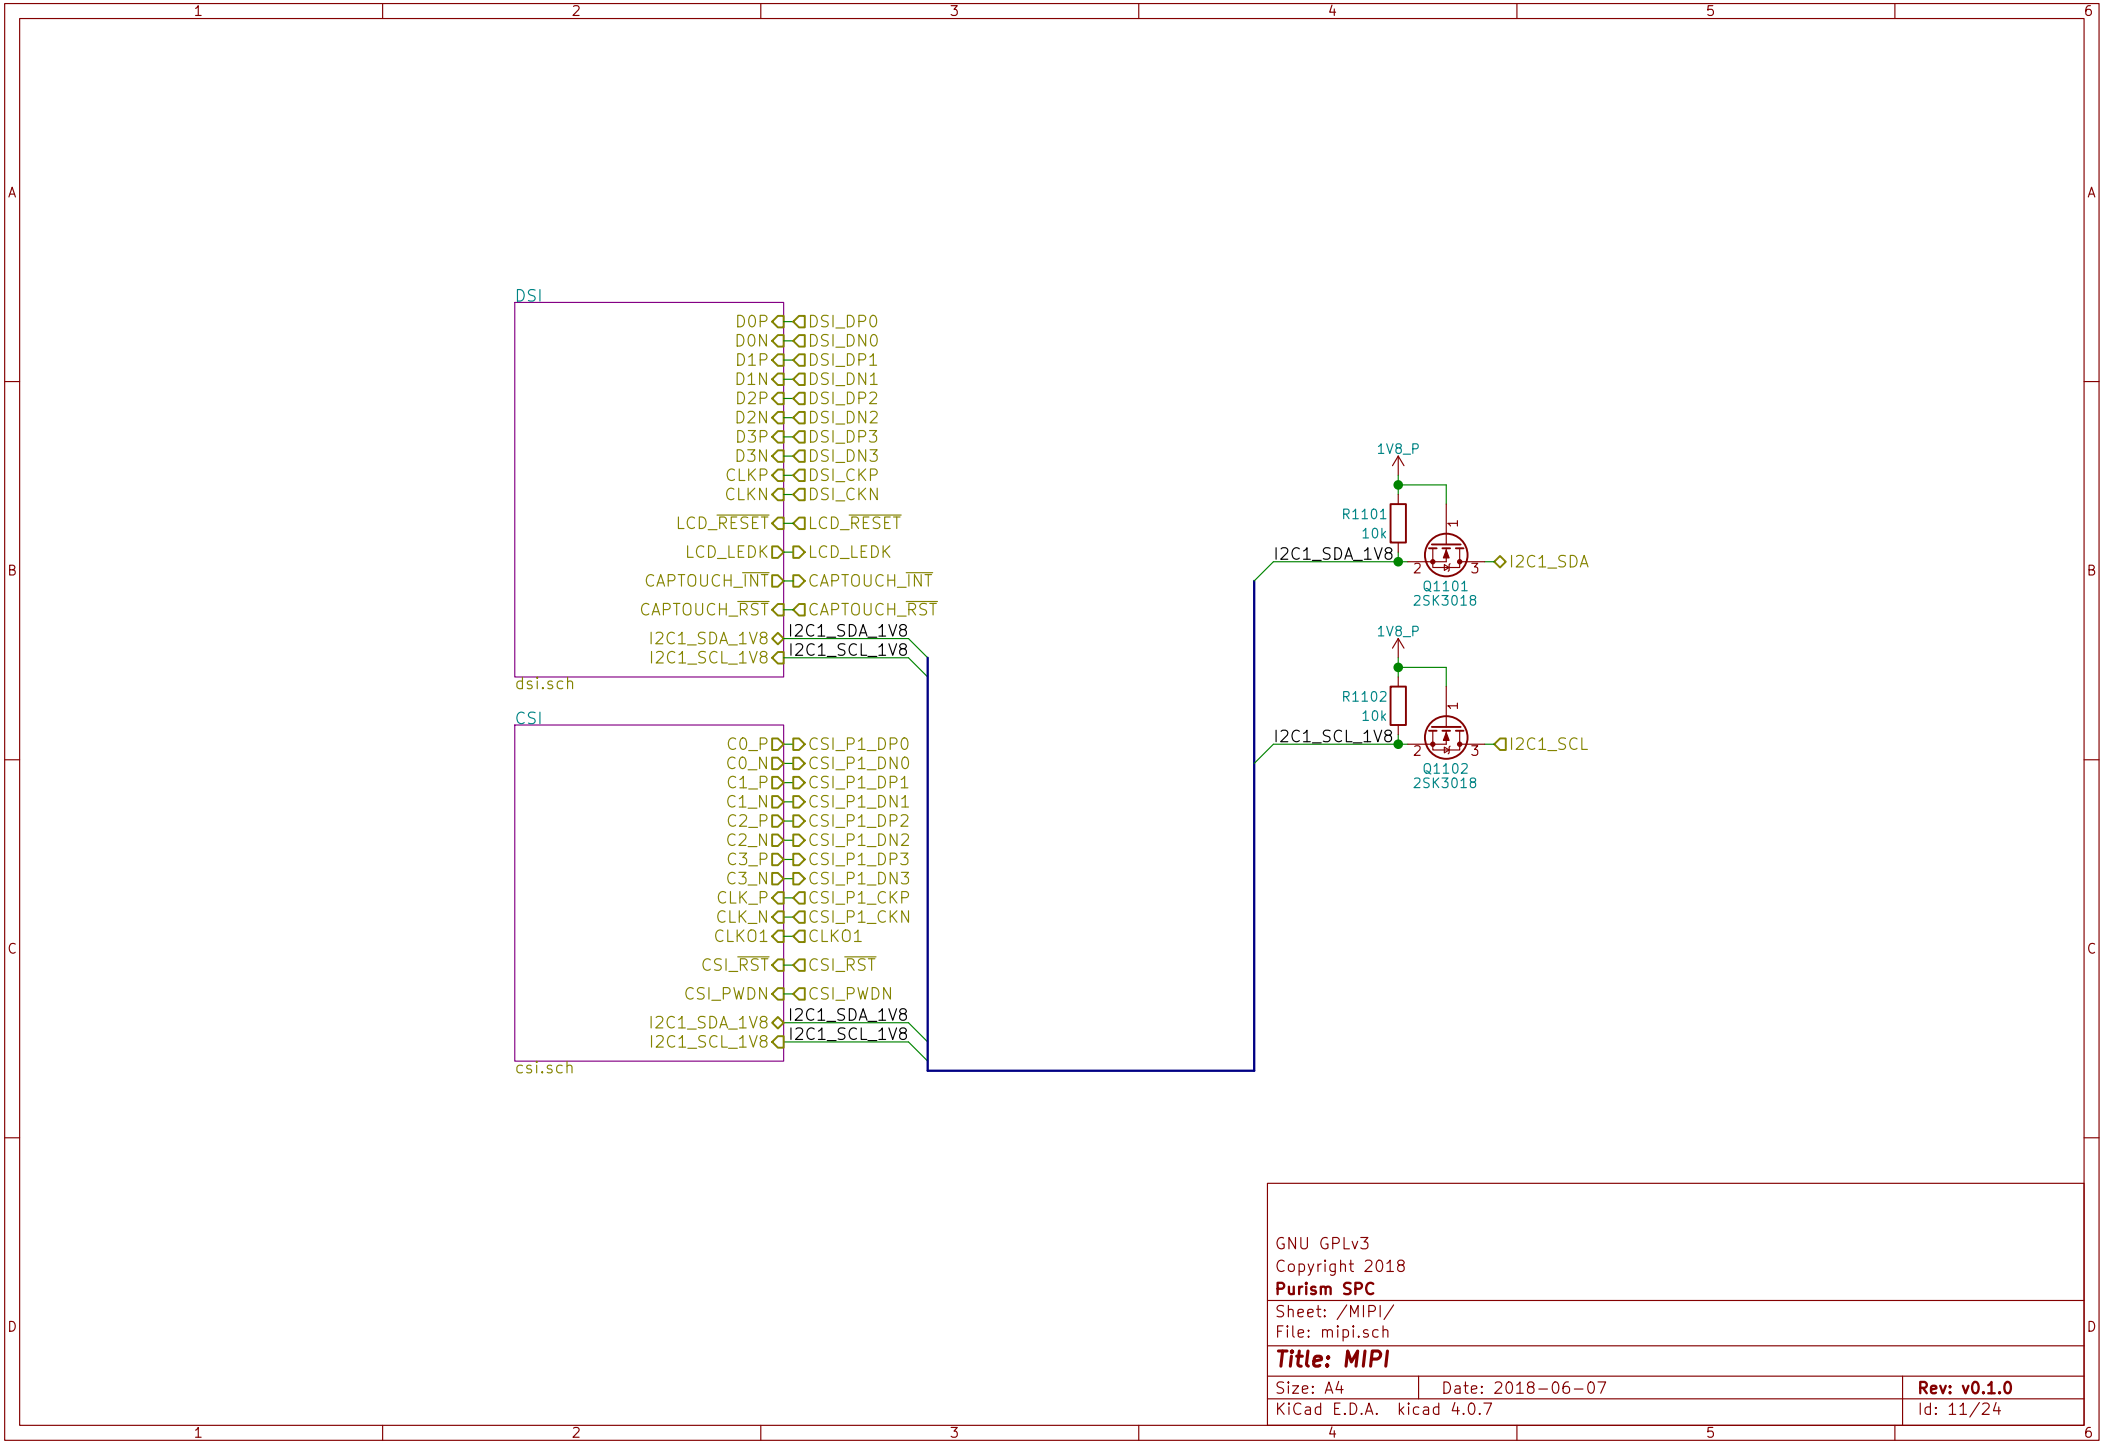 1 2 3 4 5 6
A A
B B
C C
D D
DSI
D0P DSI_DP0
D0N DSI_DN0
D1P DSI_DP1
D1N DSI_DN1
D2P DSI_DP2
D2N DSI_DN2
D3P DSI_DP3
D3N DSI_DN3
CLKP DSI_CKP
CLKN DSI_CKN
LCD_RESET LCD_RESET
LCD_LEDK LCD_LEDK
CAPTOUCH_INT CAPTOUCH_INT
CAPTOUCH_RST CAPTOUCH_RST
I2C1_SDA_1V8 I2C1_SDA_1V8
I2C1_SCL_1V8 I2C1_SCL_1V8
dsi.sch
CSI
C0_P CSI_P1_DP0
C0_N CSI_P1_DN0
C1_P CSI_P1_DP1
C1_N CSI_P1_DN1
C2_P CSI_P1_DP2
C2_N CSI_P1_DN2
C3_P CSI_P1_DP3
C3_N CSI_P1_DN3
CLK_P CSI_P1_CKP
CLK_N CSI_P1_CKN
CLKO1 CLKO1
CSI_RST CSI_RST
CSI_PWDN CSI_PWDN
I2C1_SDA_1V8 I2C1_SDA_1V8
I2C1_SCL_1V8 I2C1_SCL_1V8
csi.sch
1V8_P
R1101
10k
1
I2C1_SDA_1V8
2 3
I2C1_SDA
Q1101
2SK3018
1V8_P
R1102
10k
1
I2C1_SCL_1V8
2 3
I2C1_SCL
Q1102
2SK3018
GNU GPLv3
Copyright 2018
Purism SPC
Sheet: /MIPI/
File: mipi.sch
Title: MIPI
Size: A4 Date: 2018-06-07 Rev: v0.1.0
KiCad E.D.A. kicad 4.0.7 Id: 11/24
1 2 3 4 5 6